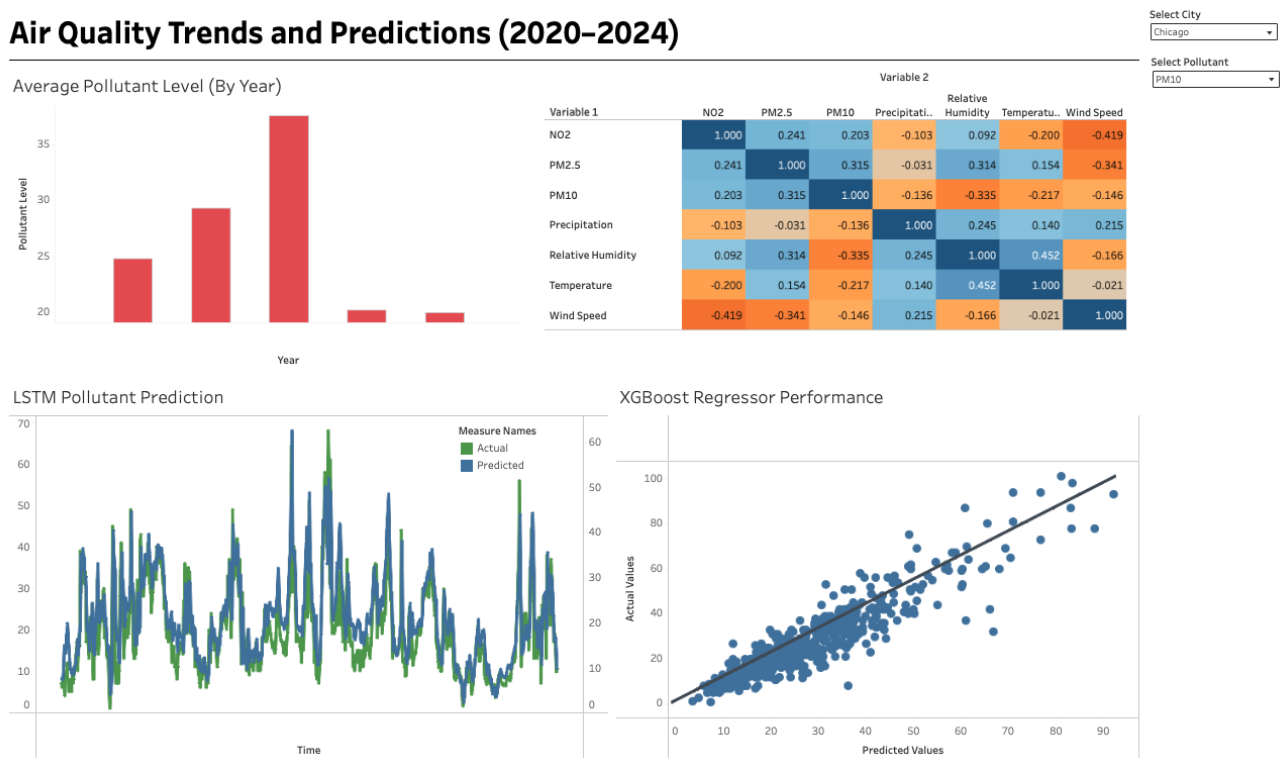 Air Quality Trends and Predictions (2020–2024)
Select City
Chicago
Select Pollutant
PM10
Average Pollutant Level (By Year)
Pollutant Level
35
30
25
20
Year
Variable 2
Variable 1 NO2 PM2.5 PM10 Precipitati.. Relative Humidity Temperatu.. Wind Speed
NO2 1.000 0.241 0.203 -0.103 0.092 -0.200 -0.419
PM2.5 0.241 1.000 0.315 -0.031 0.314 0.154 -0.341
PM10 0.203 0.315 1.000 -0.136 -0.335 -0.217 -0.146
Precipitation -0.103 -0.031 -0.136 1.000 0.245 0.140 0.215
Relative Humidity 0.092 0.314 -0.335 0.245 1.000 0.452 -0.166
Temperature -0.200 0.154 -0.217 0.140 0.452 1.000 -0.021
Wind Speed -0.419 -0.341 -0.146 0.215 -0.166 -0.021 1.000
LSTM Pollutant Prediction
70
60
50
40
30
20
10
0
Measure Names
Actual
Predicted
60
50
40
30
20
10
0
Time
XGBoost Regressor Performance
Actual Values
100
80
60
40
20
0
0 10 20 30 40 50 60 70 80 90
Predicted Values